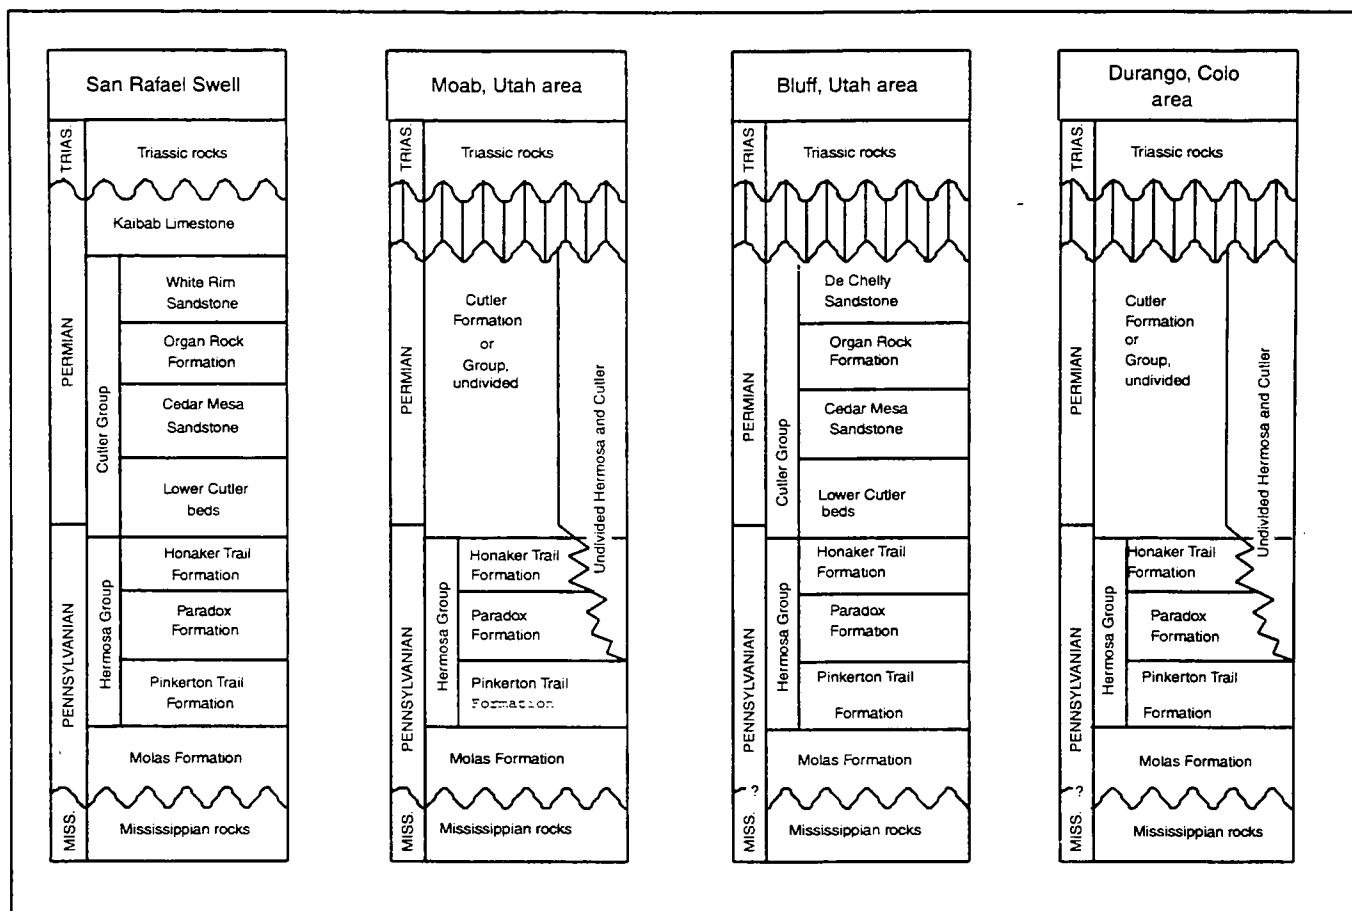 San Rafael Swell
TRIAS.
Triassic rocks
PERMIAN
Kaibab Limestone
Cutler Group
White Rim
Sandstone
Organ Rock
Formation
Cedar Mesa
Sandstone
Lower Cutler
beds
PENNSYLVANIAN
Hermosa Group
Honaker Trail
Formation
Paradox
Formation
Pinkerton Trail
Formation
Molas Formation
MISS.
Mississippian rocks
Moab, Utah area
TRIAS.
Triassic rocks
PERMIAN
Cutler
Formation
or
Group,
undivided
Undivided Hermosa and Cutler
PENNSYLVANIAN
Hermosa Group
Honaker Trail
Formation
Paradox
Formation
Pinkerton Trail
Formation
Molas Formation
MISS.
Mississippian rocks
Bluff, Utah area
TRIAS.
Triassic rocks
PERMIAN
Cutler Group
De Chelly
Sandstone
Organ Rock
Formation
Cedar Mesa
Sandstone
Lower Cutler
beds
PENNSYLVANIAN
Hermosa Group
Honaker Trail
Formation
Paradox
Formation
Pinkerton Trail
Formation
Molas Formation
?
MISS.
Mississippian rocks
Durango, Colo
area
TRIAS.
Triassic rocks
PERMIAN
Cutler
Formation
or
Group,
undivided
Undivided Hermosa and Cutler
PENNSYLVANIAN
Hermosa Group
Honaker Trail
Formation
Paradox
Formation
Pinkerton Trail
Formation
Molas Formation
?
MISS.
Mississippian rocks